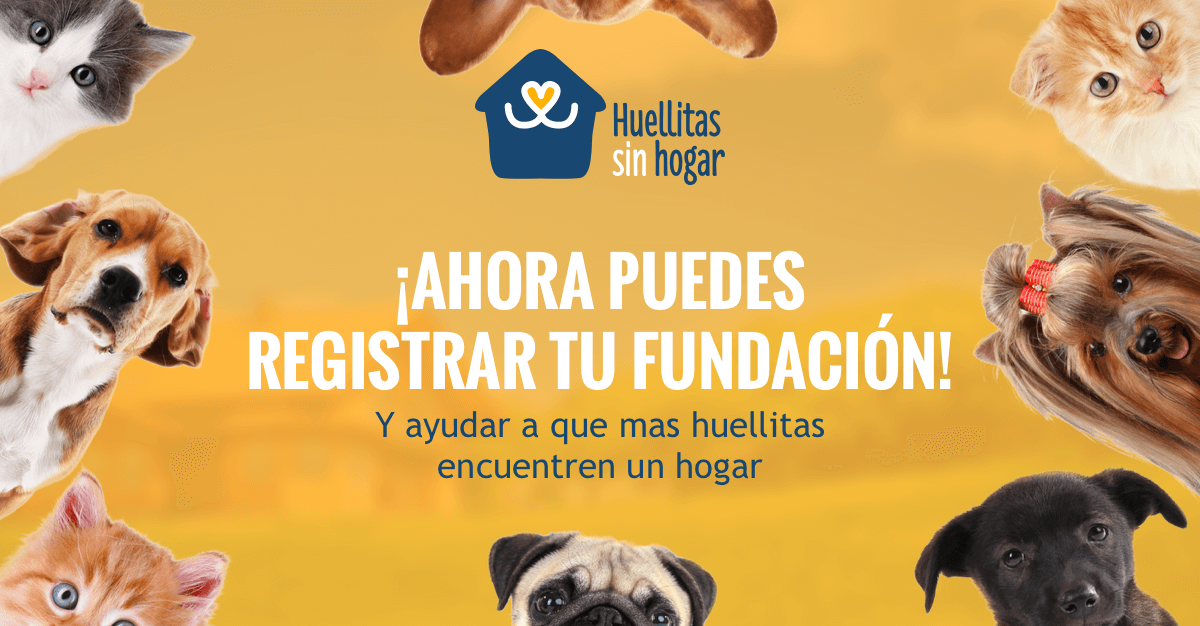 Huellitas
sin hogar
¡AHORA PUEDES
REGISTRAR TU FUNDACIÓN!
Y ayudar a que mas huellitas
encuentren un hogar